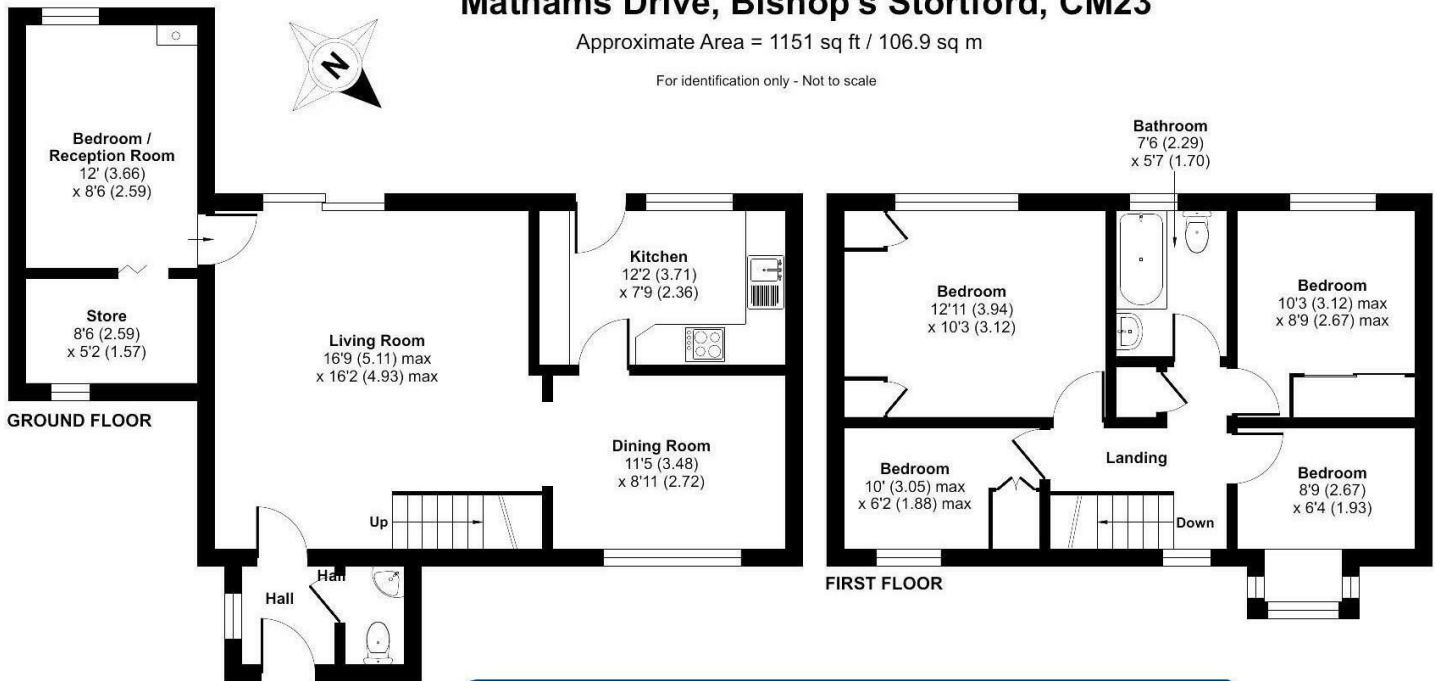 Mathams Drive, Bishop's Stortford, CM23
Approximate Area = 1151 sq ft / 106.9 sq m
For identification only - Not to scale
N
Bedroom /
Reception Room
12' (3.66)
x 8'6 (2.59)
Store
8'6 (2.59)
x 5'2 (1.57)
GROUND FLOOR
Living Room
16'9 (5.11) max
x 16'2 (4.93) max
Kitchen
12'2 (3.71)
x 7'9 (2.36)
Dining Room
11'5 (3.48)
x 8'11 (2.72)
Up
Hall
Hall
Bathroom
7'6 (2.29)
x 5'7 (1.70)
Bedroom
12'11 (3.94)
x 10'3 (3.12)
Bedroom
10'3 (3.12) max
x 8'9 (2.67) max
Bedroom
10' (3.05) max
x 6'2 (1.88) max
Landing
Down
Bedroom
8'9 (2.67)
x 6'4 (1.93)
FIRST FLOOR